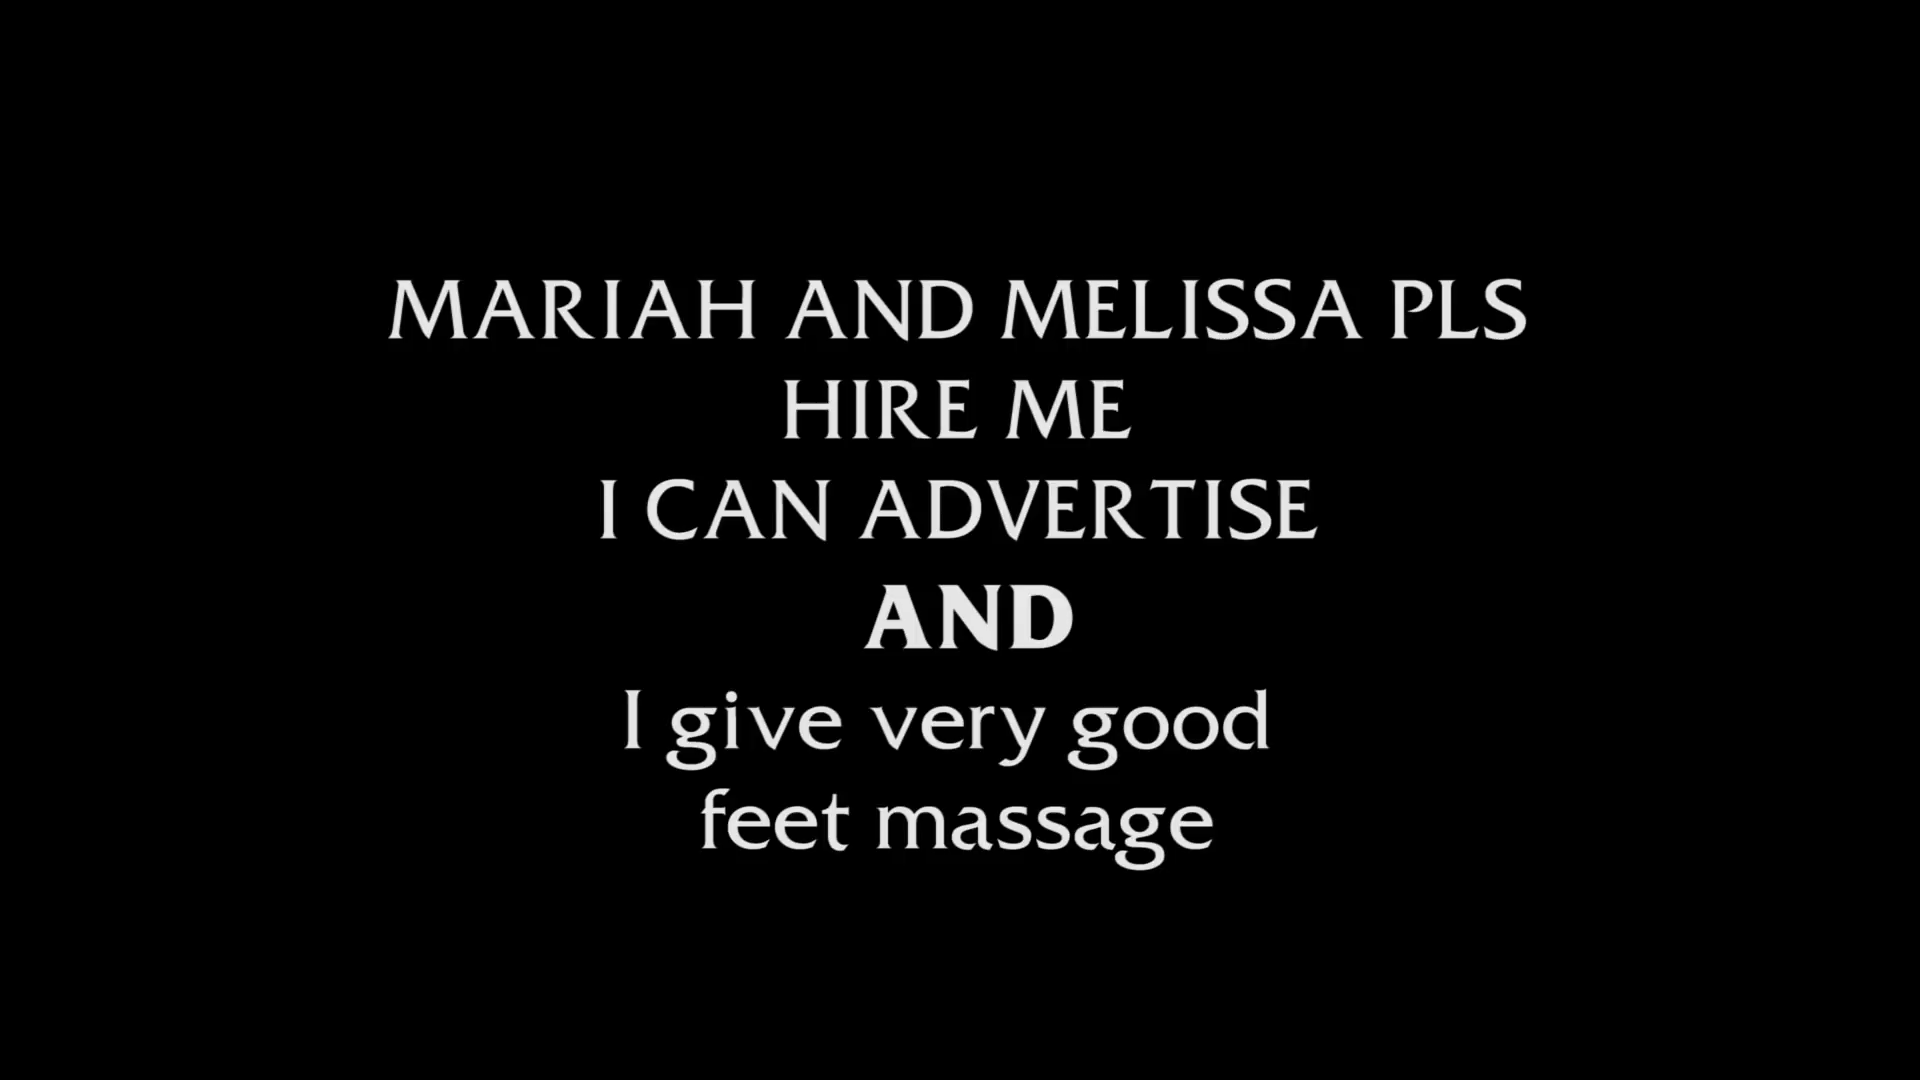 MARIAH AND MELISSA PLS
HIRE ME
I CAN ADVERTISE
AND
I give very good
feet massage